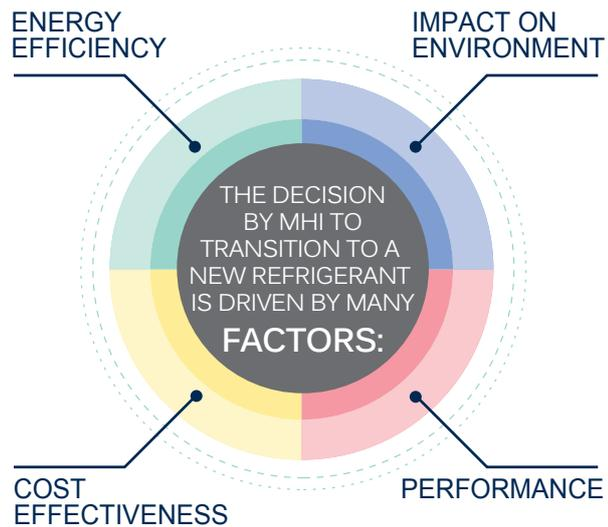 ENERGY
EFFICIENCY
IMPACT ON
ENVIRONMENT
THE DECISION
BY MHI TO
TRANSITION TO A
NEW REFRIGERANT
IS DRIVEN BY MANY
FACTORS:
COST
EFFECTIVENESS
PERFORMANCE